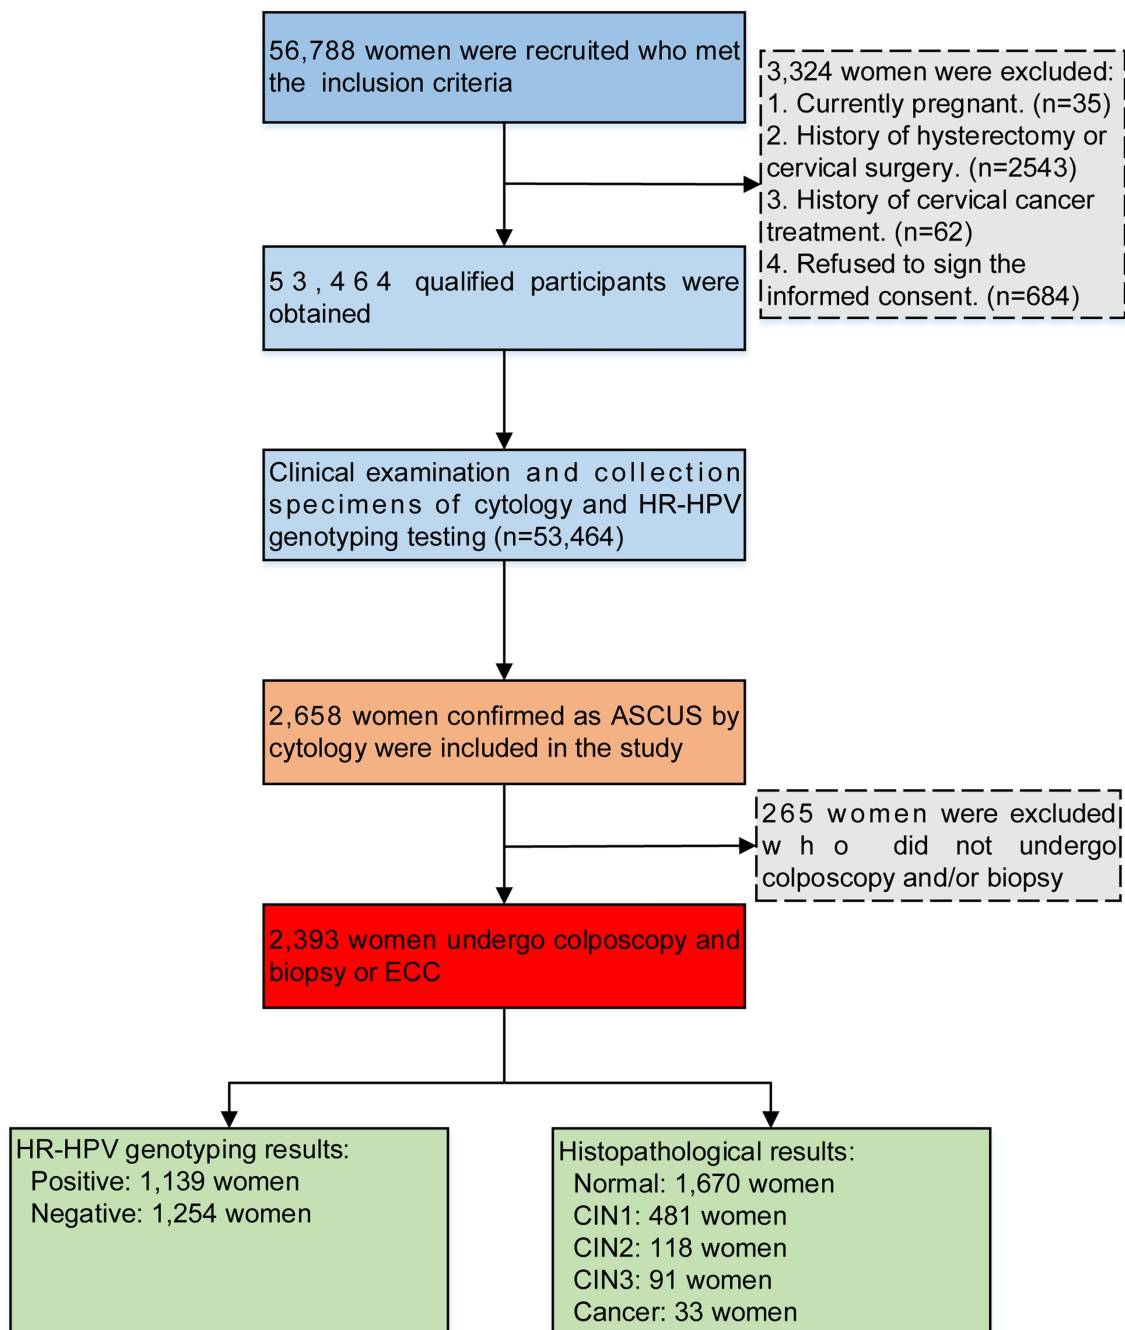 56,788 women were recruited who met
the inclusion criteria
3,324 women were excluded:
1. Currently pregnant. (n=35)
2. History of hysterectomy or
cervical surgery. (n=2543)
3. History of cervical cancer
treatment. (n=62)
4. Refused to sign the
informed consent. (n=684)
53,464 qualified participants were
obtained
Clinical examination and collection
specimens of cytology and HR-HPV
genotyping testing (n=53,464)
2,658 women confirmed as ASCUS by
cytology were included in the study
265 women were excluded
who did not undergo
colposcopy and/or biopsy
2,393 women undergo colposcopy and
biopsy or ECC
HR-HPV genotyping results:
Positive: 1,139 women
Negative: 1,254 women
Histopathological results:
Normal: 1,670 women
CIN1: 481 women
CIN2: 118 women
CIN3: 91 women
Cancer: 33 women